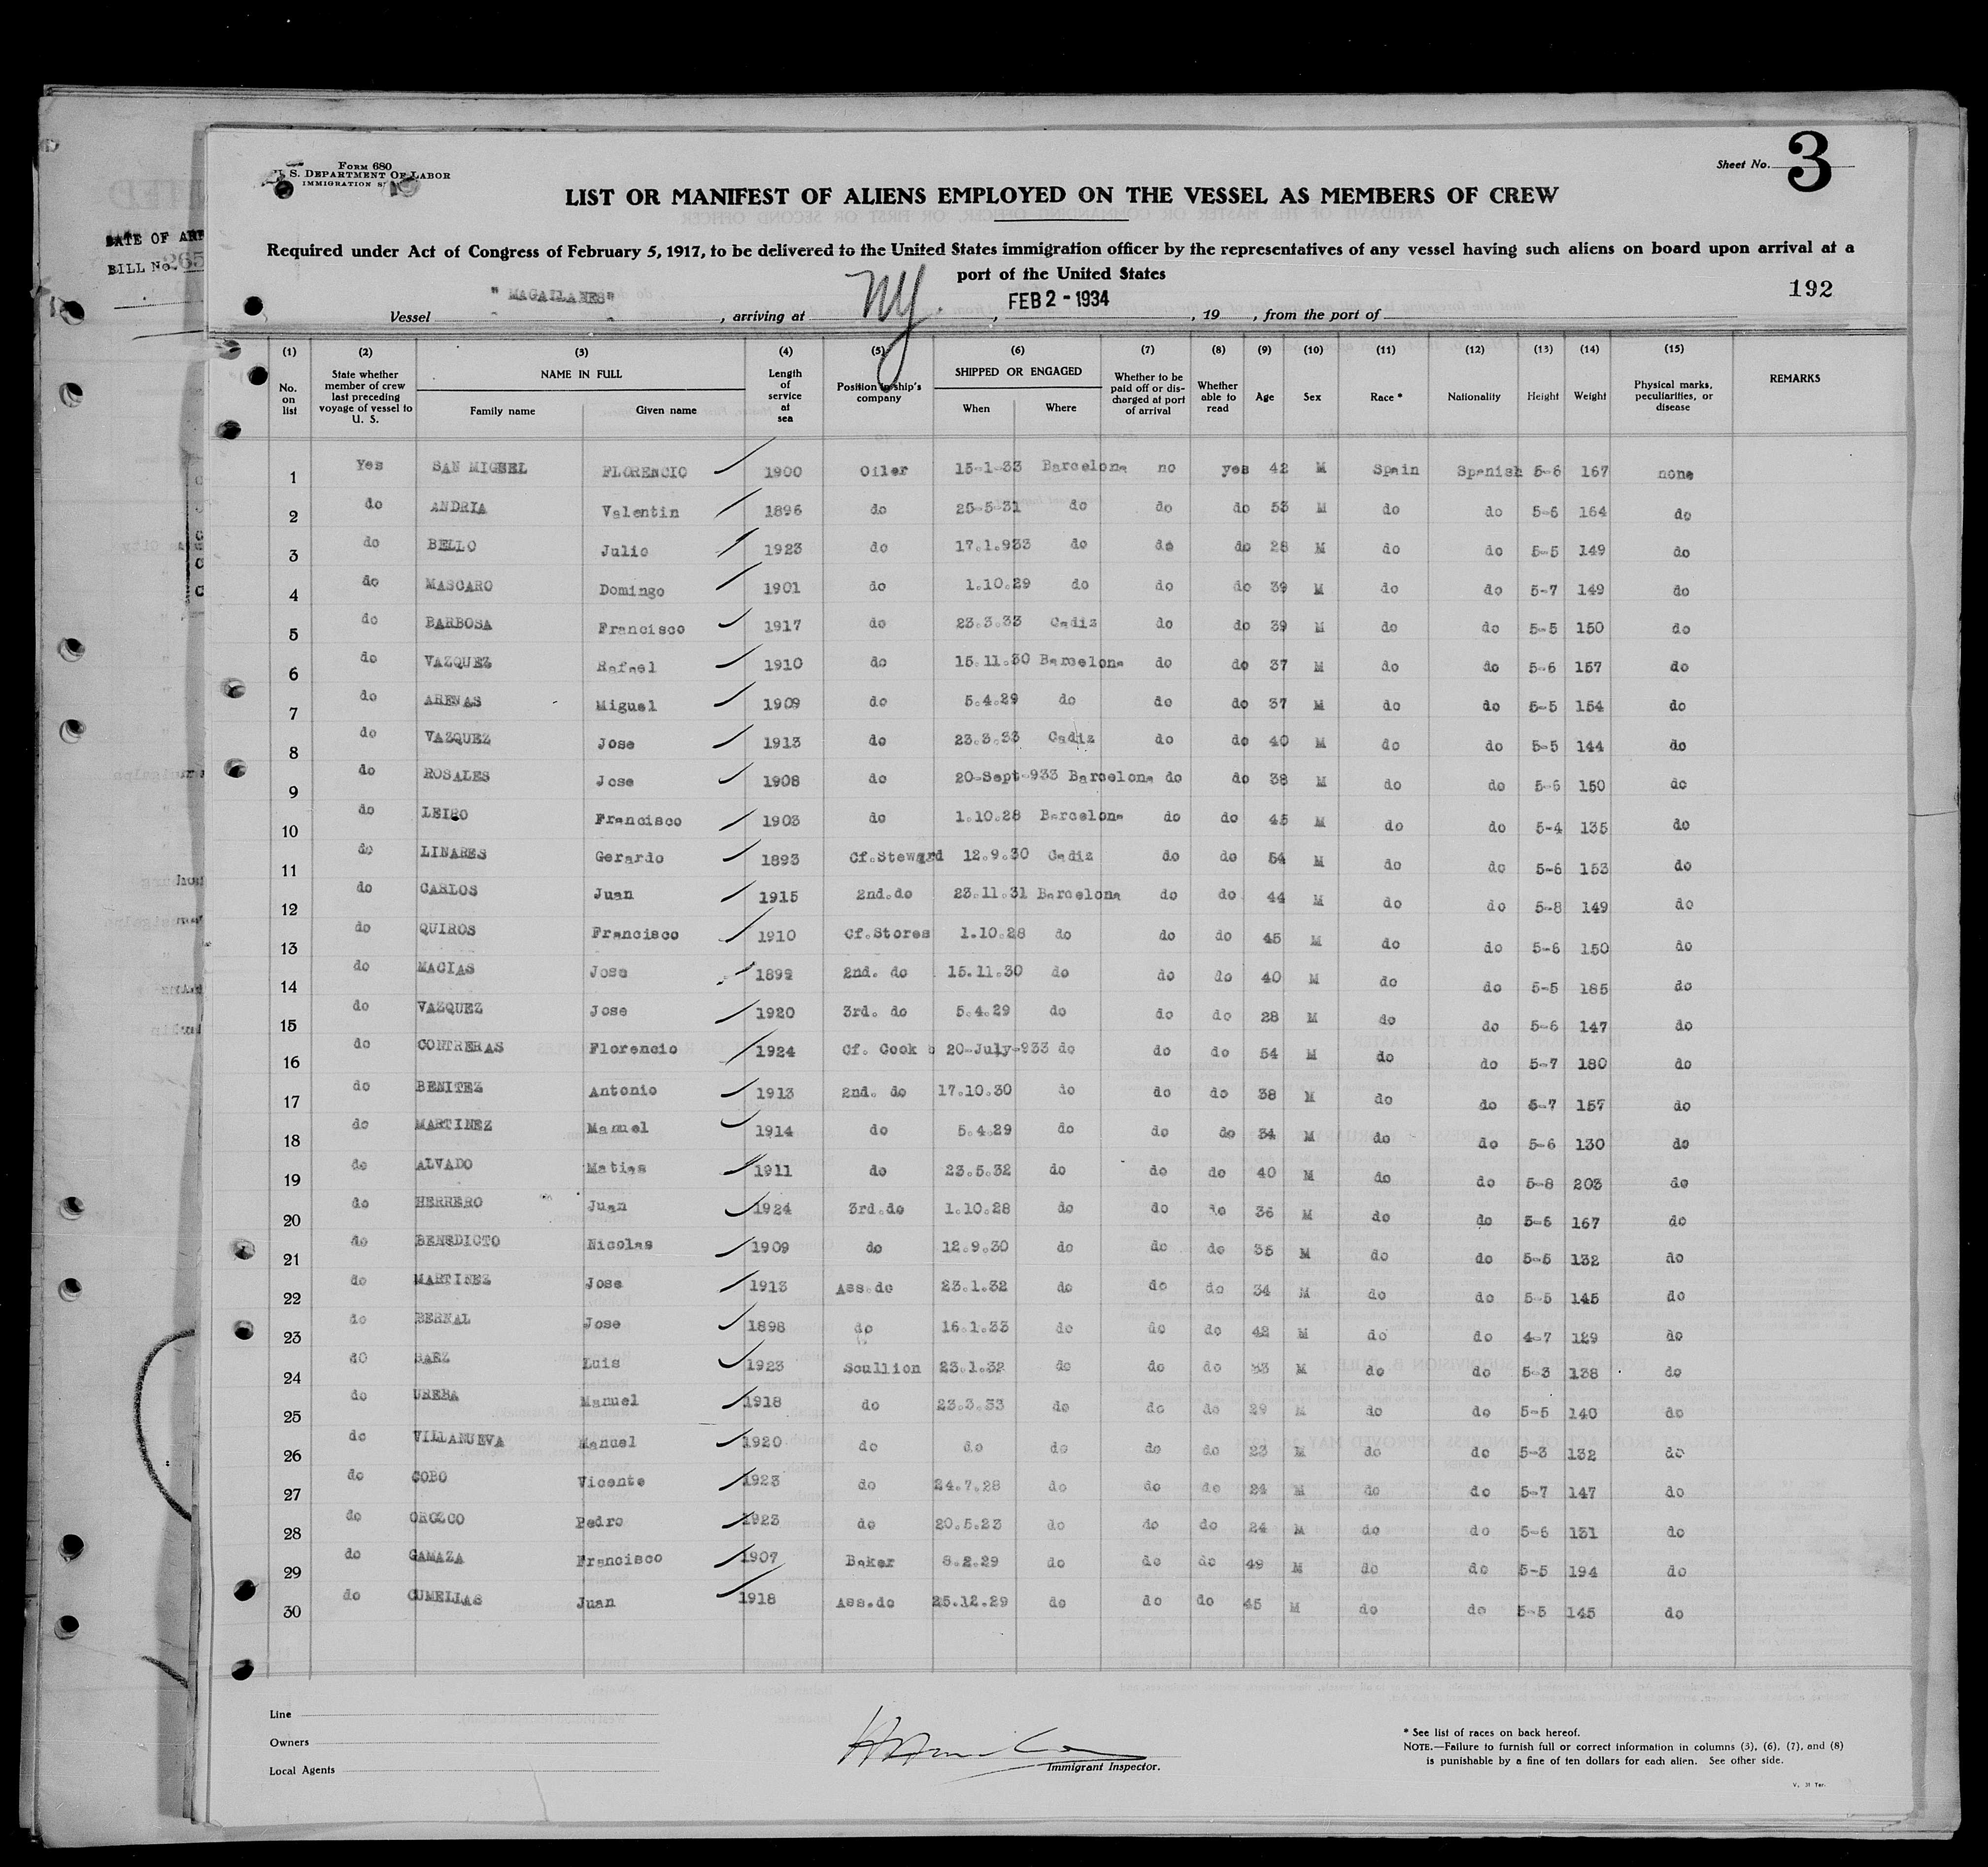 Form 680
U. S. DEPARTMENT OF LABOR
IMMIGRATION
Sheet No. 3
LIST OR MANIFEST OF ALIENS EMPLOYED ON THE VESSEL AS MEMBERS OF CREW
Required under Act of Congress of February 5, 1917, to be delivered to the United States immigration officer by the representatives of any vessel having such aliens on board upon arrival at a
port of the United States
192
Vessel "MAGALLANES", arriving at NY., FEB 2 - 1934, 19 , from the port of
DATE OF
BILL No. 265
(1) (2) (3) (4) (5) (6) (7) (8) (9) (10) (11) (12) (13) (14) (15)
No. on list
State whether member of crew last preceding voyage of vessel to U. S.
NAME IN FULL
Family name Given name
Length of service at sea
Position in ship's company
SHIPPED OR ENGAGED
When Where
Whether to be paid off or discharged at port of arrival
Whether able to read
Age Sex Race * Nationality Height Weight
Physical marks, peculiarities, or disease
REMARKS
1 Yes SAN MIGUEL FLORENCIO 1900 Oiler 15-1-33 Barcelona no yes 42 M Spain Spanish 5-6 167 none
2 do ANDRIA Valentin 1896 do 25-5-31 do do do 53 M do do 5-6 164 do
3 do BELLO Julio 1923 do 17.1.933 do do do 28 M do do 5-5 149 do
4 do MASCARO Domingo 1901 do 1.10.29 do do do 39 M do do 5-7 149 do
5 do BARBOSA Francisco 1917 do 23.3.33 Cadiz do do 39 M do do 5-5 150 do
6 do VAZQUEZ Rafael 1910 do 15.11.30 Barcelona do do 37 M do do 5-6 157 do
7 do ARENAS Miguel 1909 do 5.4.29 do do do 37 M do do 5-5 154 do
8 do VAZQUEZ Jose 1913 do 23.3.33 Cadiz do do 40 M do do 5-5 144 do
9 do ROSALES Jose 1908 do 20-Sept-933 Barcelona do do 38 M do do 5-6 150 do
10 do LEIRO Francisco 1903 do 1.10.28 Barcelona do do 45 M do do 5-4 135 do
11 do LINARES Gerardo 1893 Cf.Steward 12.9.30 Cadiz do do 54 M do do 5-6 153 do
12 do CARLOS Juan 1915 2nd.do 23.11.31 Barcelona do do 44 M do do 5-8 149 do
13 do QUIROS Francisco 1910 Cf.Stores 1.10.28 do do do 45 M do do 5-6 150 do
14 do MACIAS Jose 1892 2nd. do 15.11.30 do do do 40 M do do 5-5 185 do
15 do VAZQUEZ Jose 1920 3rd. do 5.4.29 do do do 28 M do do 5-6 147 do
16 do CONTRERAS Florencio 1924 Cf. Cook 20-July-933 do do do 54 M do do 5-7 180 do
17 do BENITEZ Antonio 1913 2nd. do 17.10.30 do do do 38 M do do 5-7 157 do
18 do MARTINEZ Manuel 1914 do 5.4.29 do do do 34 M do do 5-6 130 do
19 do ALVADO Matias 1911 do 23.5.32 do do do 40 M do do 5-8 203 do
20 do HERRERO Juan 1924 3rd.do 1.10.28 do do do 36 M do do 5-6 167 do
21 do BENEDICTO Nicolas 1909 do 12.9.30 do do do 35 M do do 5-5 132 do
22 do MARTINEZ Jose 1913 Ass.do 23.1.32 do do do 34 M do do 5-5 145 do
23 do BERNAL Jose 1898 do 16.1.33 do do do 42 M do do 4-7 129 do
24 do SAEZ Luis 1923 Scullion 23.1.32 do do do 33 M do do 5-3 138 do
25 do UREBA Manuel 1918 do 23.3.33 do do do 29 M do do 5-5 140 do
26 do VILLANUEVA Manuel 1920 do do do do do 23 M do do 5-3 132 do
27 do COBO Vicente 1923 do 24.7.28 do do do 24 M do do 5-7 147 do
28 do OROZCO Pedro 1923 do 20.5.23 do do do 24 M do do 5-6 131 do
29 do GAMAZA Francisco 1907 Baker 8.2.29 do do do 49 M do do 5-5 194 do
30 do CUMELLAS Juan 1918 Ass.do 25.12.29 do do do 45 M do do 5-5 145 do
Line
Owners
Local Agents
Immigrant Inspector.
* See list of races on back hereof.
NOTE.—Failure to furnish full or correct information in columns (3), (6), (7), and (8)
is punishable by a fine of ten dollars for each alien. See other side.